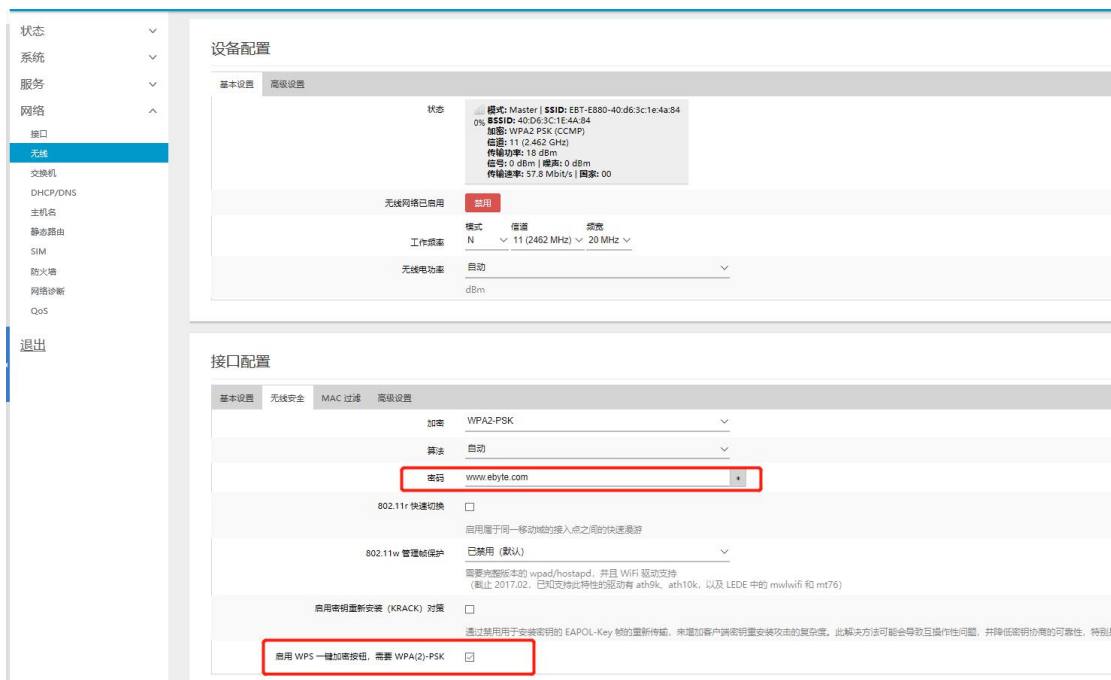 状态
系统
服务
网络
接口
无线
交换机
DHCP/DNS
主机名
静态路由
SIM
防火墙
网络诊断
QoS
退出
设备配置
基本设置 高级设置
状态
模式: Master | SSID: EBT-E880-40:d6:3c:1e:4a:84
0% BSSID: 40:D6:3C:1E:4A:84
加密: WPA2 PSK (CCMP)
信道: 11 (2.462 GHz)
传输功率: 18 dBm
信号: 0 dBm | 噪声: 0 dBm
传输速率: 57.8 Mbit/s | 国家: 00
无线网络已启用 禁用
模式 信道 频宽
工作频率 N 11 (2462 MHz) 20 MHz
无线电功率 自动
dBm
接口配置
基本设置 无线安全 MAC 过滤 高级设置
加密 WPA2-PSK
算法 自动
密码 www.ebyte.com *
802.11r 快速切换
启用属于同一移动域的接入点之间的快速漫游
802.11w 管理帧保护 已禁用（默认）
需要完整版本的 wpad/hostapd，并且 WiFi 驱动支持
（截止 2017.02，已知支持此特性的驱动有 ath9k、ath10k，以及 LEDE 中的 mwlwifi 和 mt76）
启用密钥重新安装（KRACK）对策
通过禁用用于安装密钥的 EAPOL-Key 帧的重新传输，来增加客户端密钥重安装攻击的复杂度。此解决方法可能会导致互操作性问题，并降低密钥协商的可靠性，特别是
启用 WPS 一键加密按钮，需要 WPA(2)-PSK